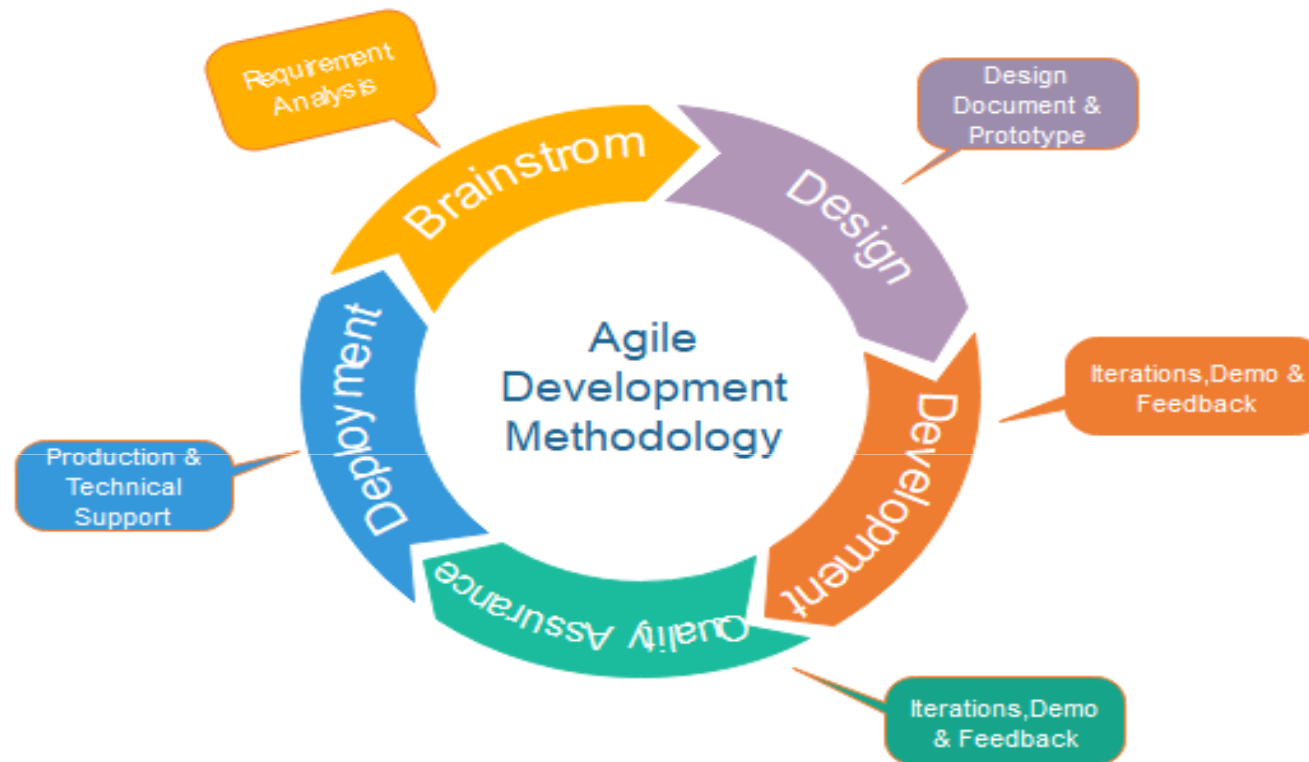 Requirement
Analysis
Brainstrom
Design
Document &
Prototype
Design
Agile
Development
Methodology
Iterations,Demo &
Feedback
Development
Production &
Technical
Support
Deployment
Quality Assurance
Iterations,Demo
& Feedback